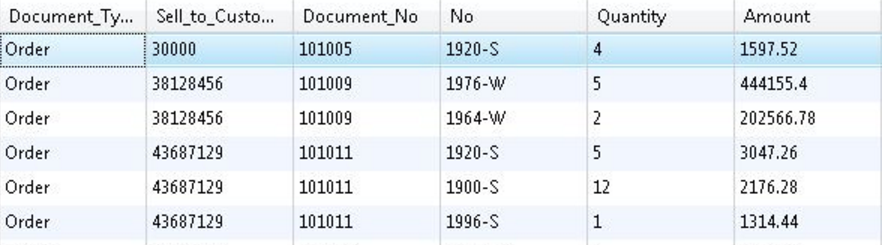 Document_Ty... Sell_to_Custo... Document_No No Quantity Amount
Order 30000 101005 1920-S 4 1597.52
Order 38128456 101009 1976-W 5 444155.4
Order 38128456 101009 1964-W 2 202566.78
Order 43687129 101011 1920-S 5 3047.26
Order 43687129 101011 1900-S 12 2176.28
Order 43687129 101011 1996-S 1 1314.44